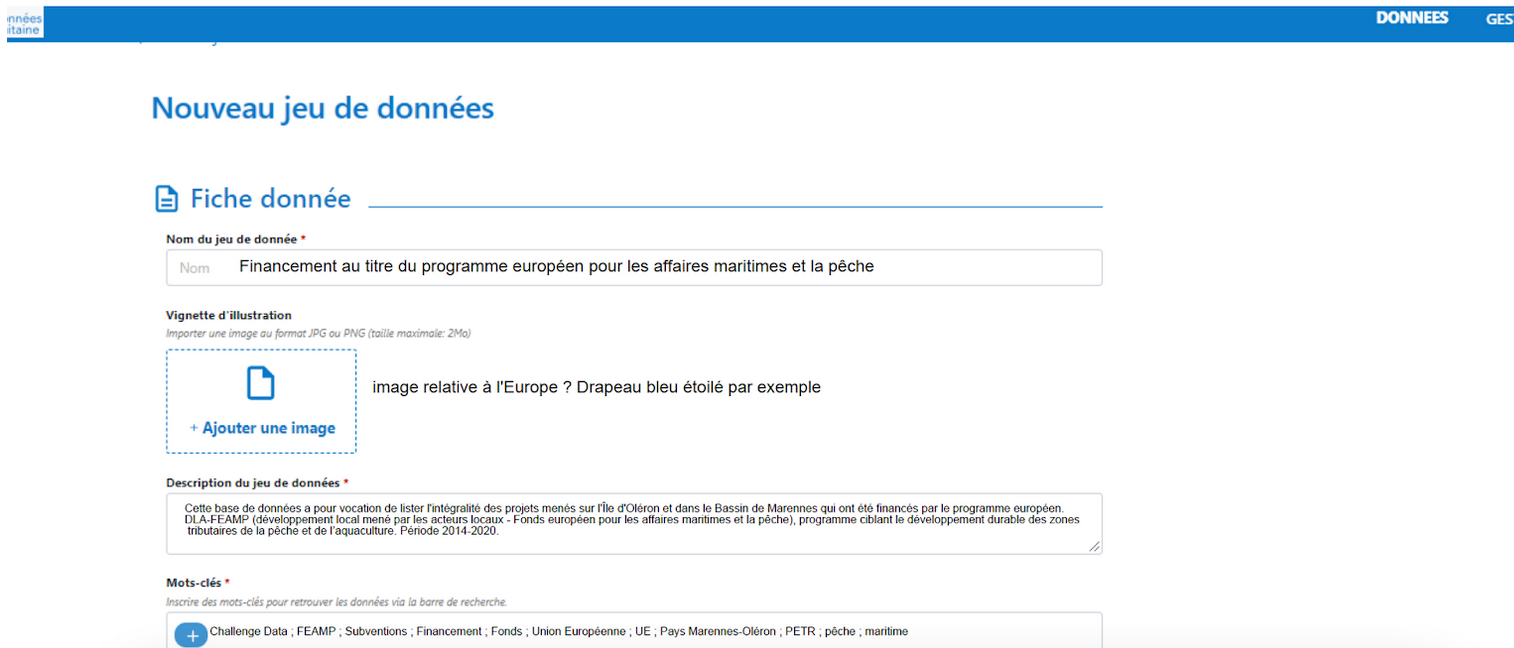 DONNEES
Nouveau jeu de données
Fiche donnée
Nom du jeu de donnée *
Nom Financement au titre du programme européen pour les affaires maritimes et la pêche
Vignette d'illustration
Importer une image au format JPG ou PNG (taille maximale: 2Mo)
image relative à l'Europe ? Drapeau bleu étoilé par exemple
+ Ajouter une image
Description du jeu de données *
Cette base de données a pour vocation de lister l'intégralité des projets menés sur l'Île d'Oléron et dans le Bassin de Marennes qui ont été financés par le programme européen.
DLA-FEAMP (développement local mené par les acteurs locaux - Fonds européen pour les affaires maritimes et la pêche), programme ciblant le développement durable des zones
tributaires de la pêche et de l'aquaculture. Période 2014-2020.
Mots-clés *
Inscrire des mots-clés pour retrouver les données via la barre de recherche.
+ Challenge Data ; FEAMP ; Subventions ; Financement ; Fonds ; Union Européenne ; UE ; Pays Marennes-Oléron ; PETR ; pêche ; maritime